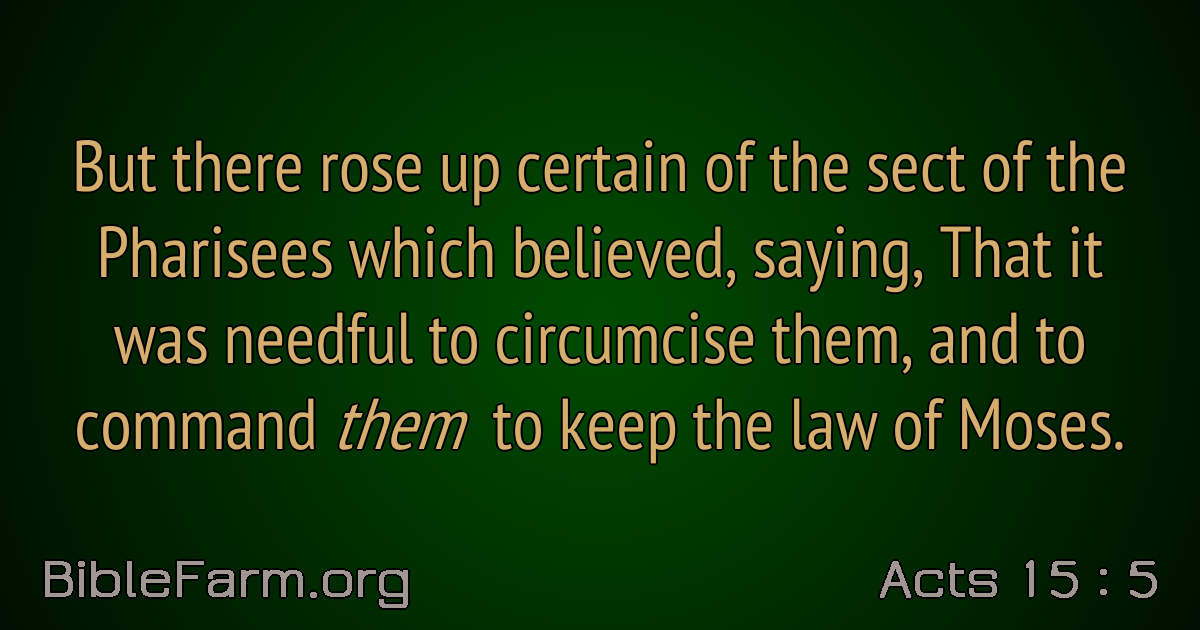 But there rose up certain of the sect of the
Pharisees which believed, saying, That it
was needful to circumcise them, and to
command them to keep the law of Moses.
BibleFarm.org
Acts 15 : 5